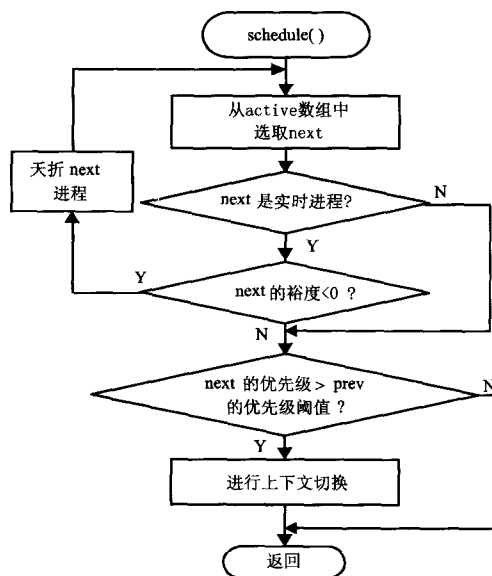 schedule( )
从active数组中
选取next
夭折 next
进程
next 是实时进程?
N
Y
Y
next 的裕度<0 ?
N
next 的优先级 > prev
的优先级阈值 ?
N
Y
进行上下文切换
返回